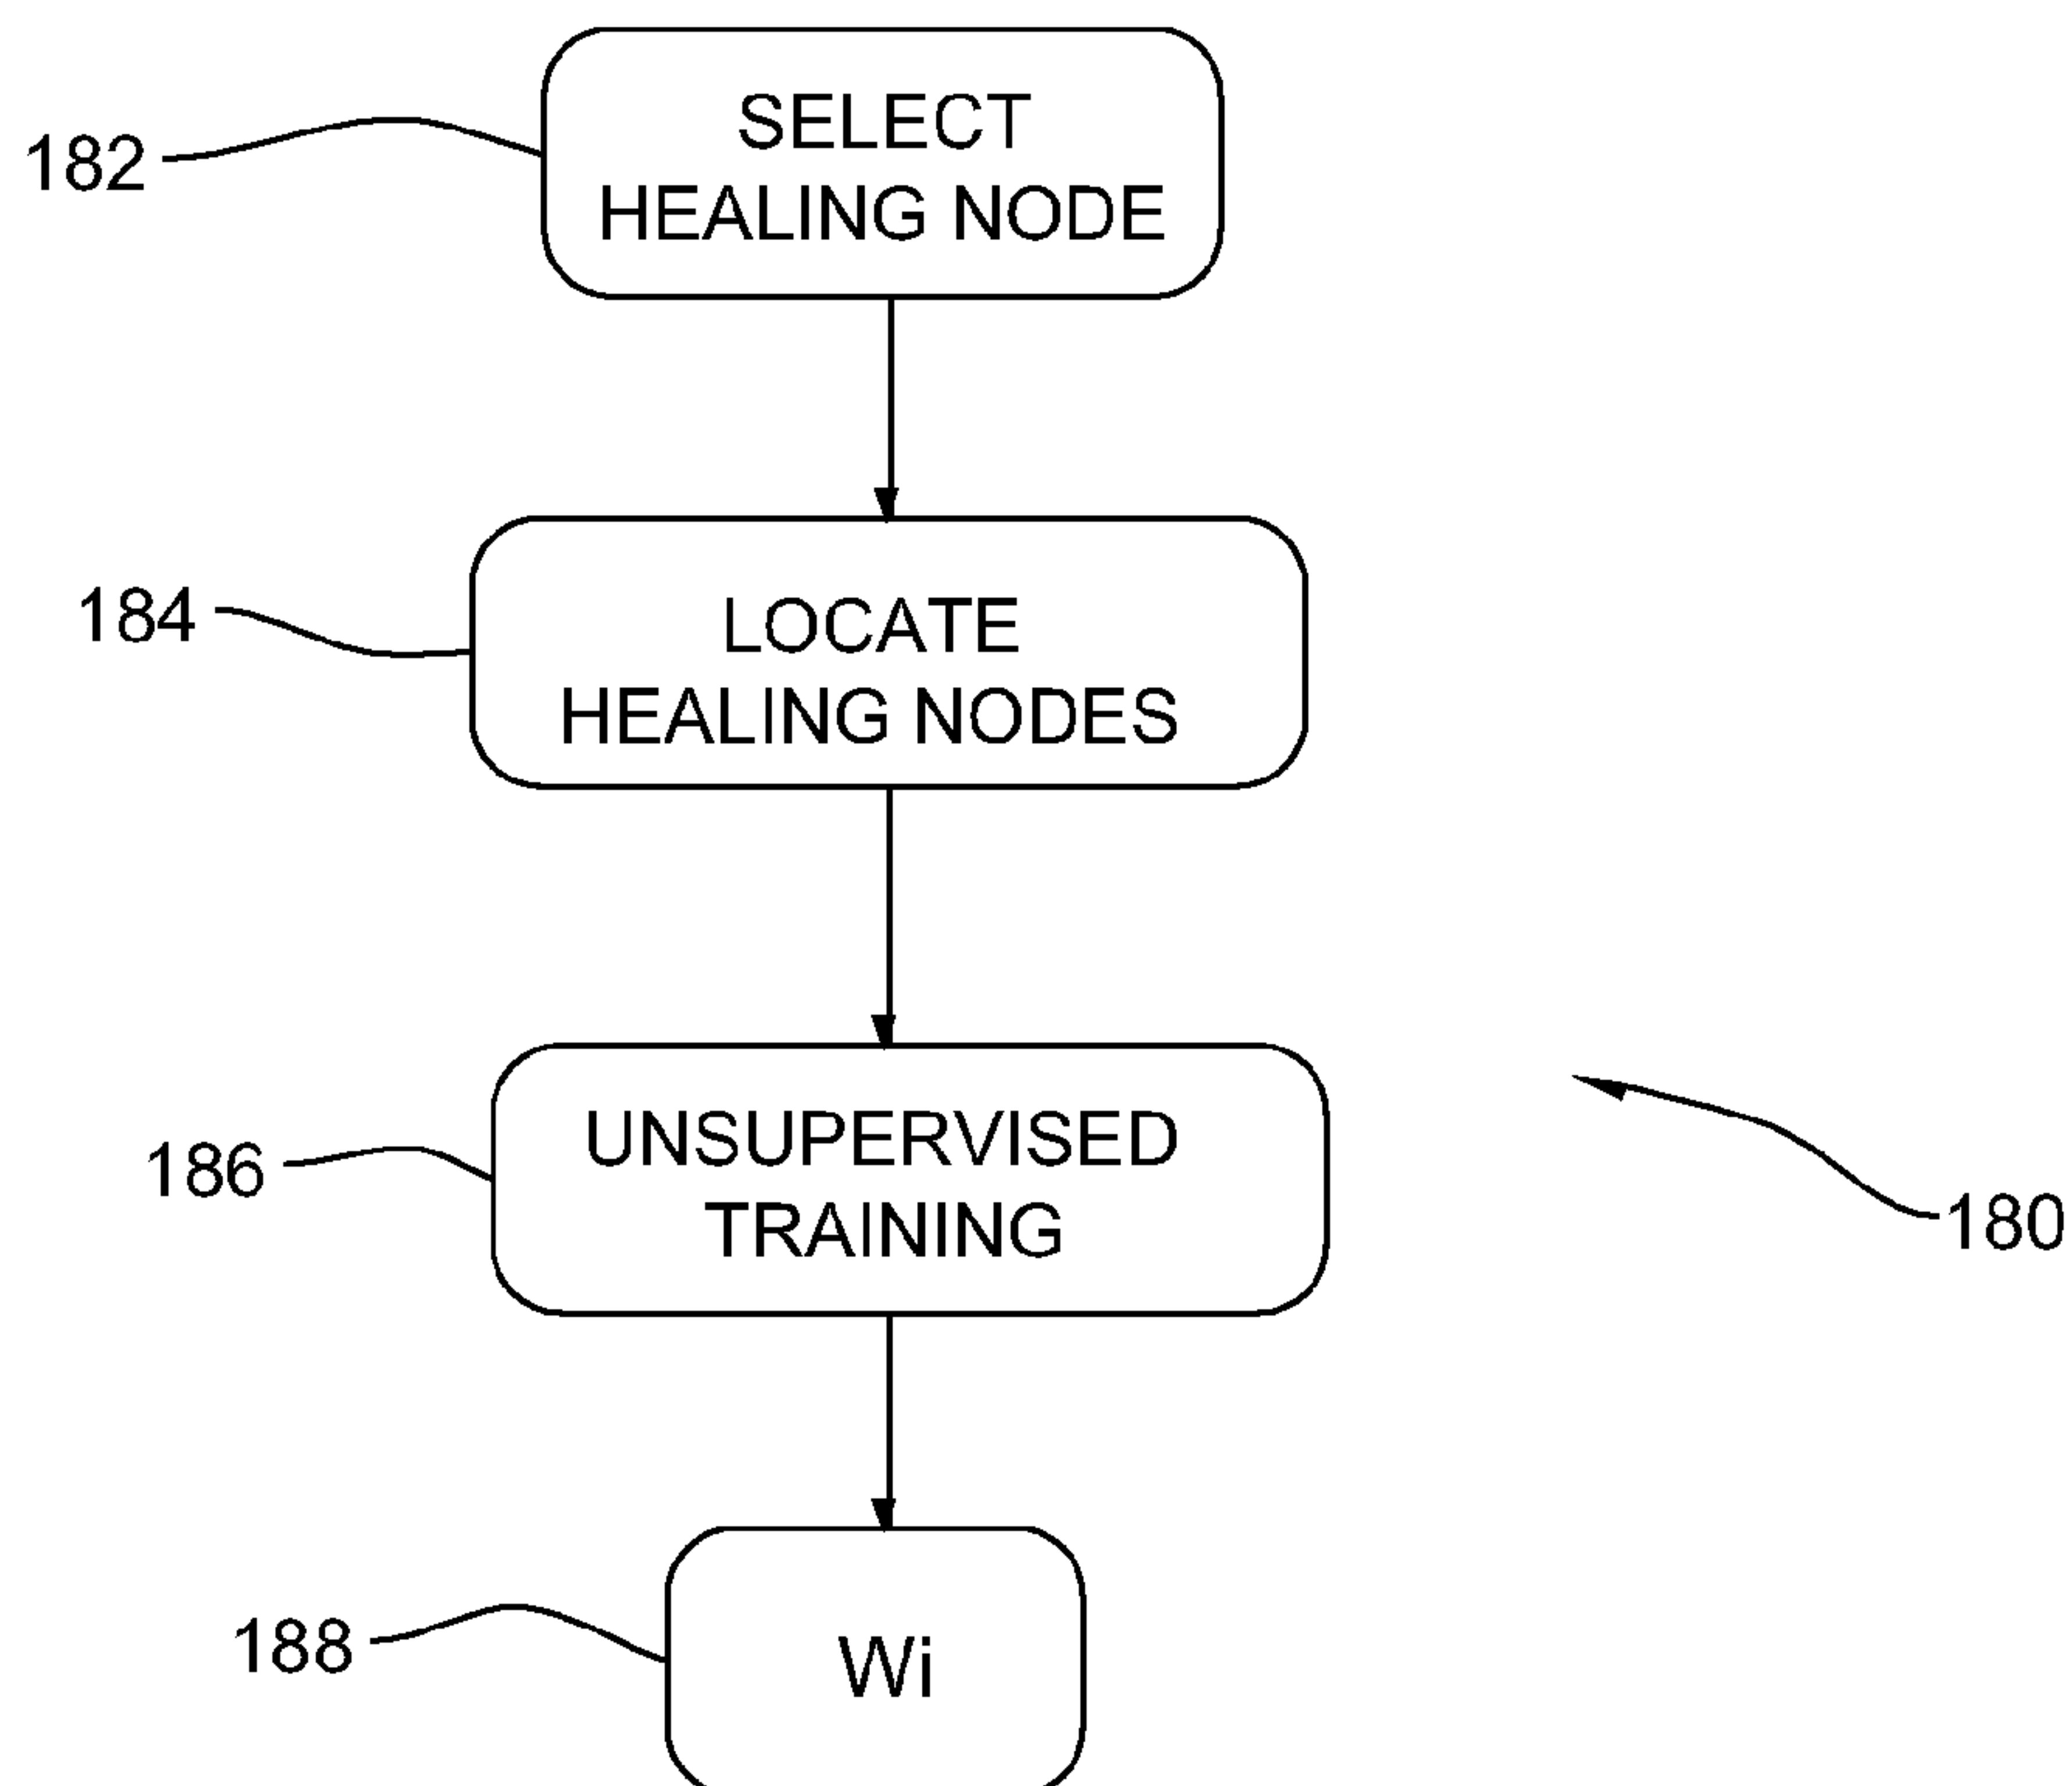 182
SELECT
HEALING NODE
184
LOCATE
HEALING NODES
186
UNSUPERVISED
TRAINING
180
188
Wi